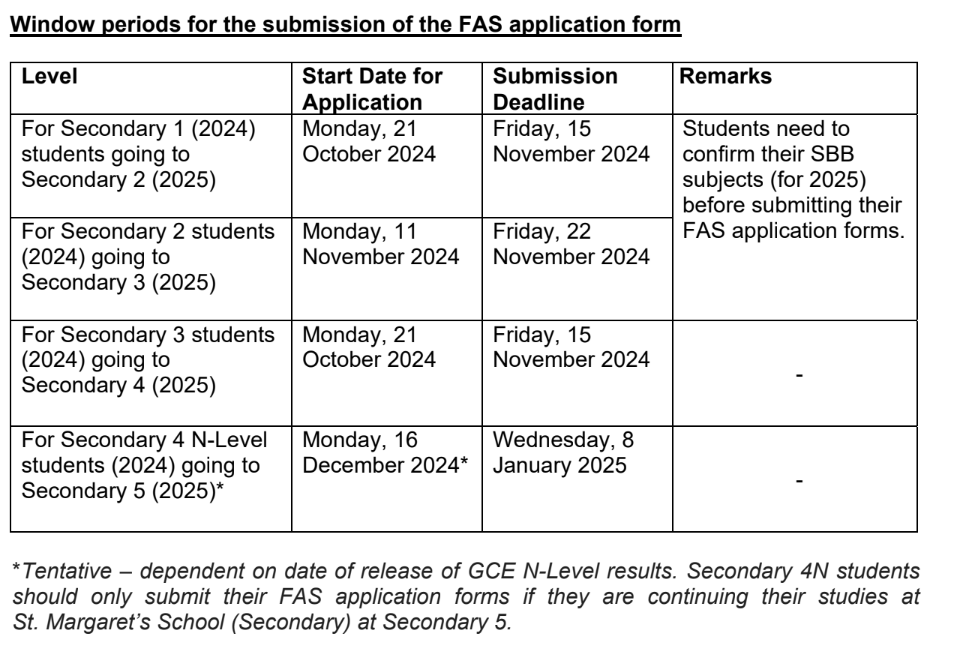 Window periods for the submission of the FAS application form
Level
Start Date for
Application
Submission
Deadline
Remarks
For Secondary 1 (2024)
students going to
Secondary 2 (2025)
Monday, 21
October 2024
Friday, 15
November 2024
Students need to
confirm their SBB
subjects (for 2025)
before submitting their
FAS application forms.
For Secondary 2 students
(2024) going to
Secondary 3 (2025)
Monday, 11
November 2024
Friday, 22
November 2024
For Secondary 3 students
(2024) going to
Secondary 4 (2025)
Monday, 21
October 2024
Friday, 15
November 2024
-
For Secondary 4 N-Level
students (2024) going to
Secondary 5 (2025)*
Monday, 16
December 2024*
Wednesday, 8
January 2025
-
*Tentative – dependent on date of release of GCE N-Level results. Secondary 4N students
should only submit their FAS application forms if they are continuing their studies at
St. Margaret’s School (Secondary) at Secondary 5.